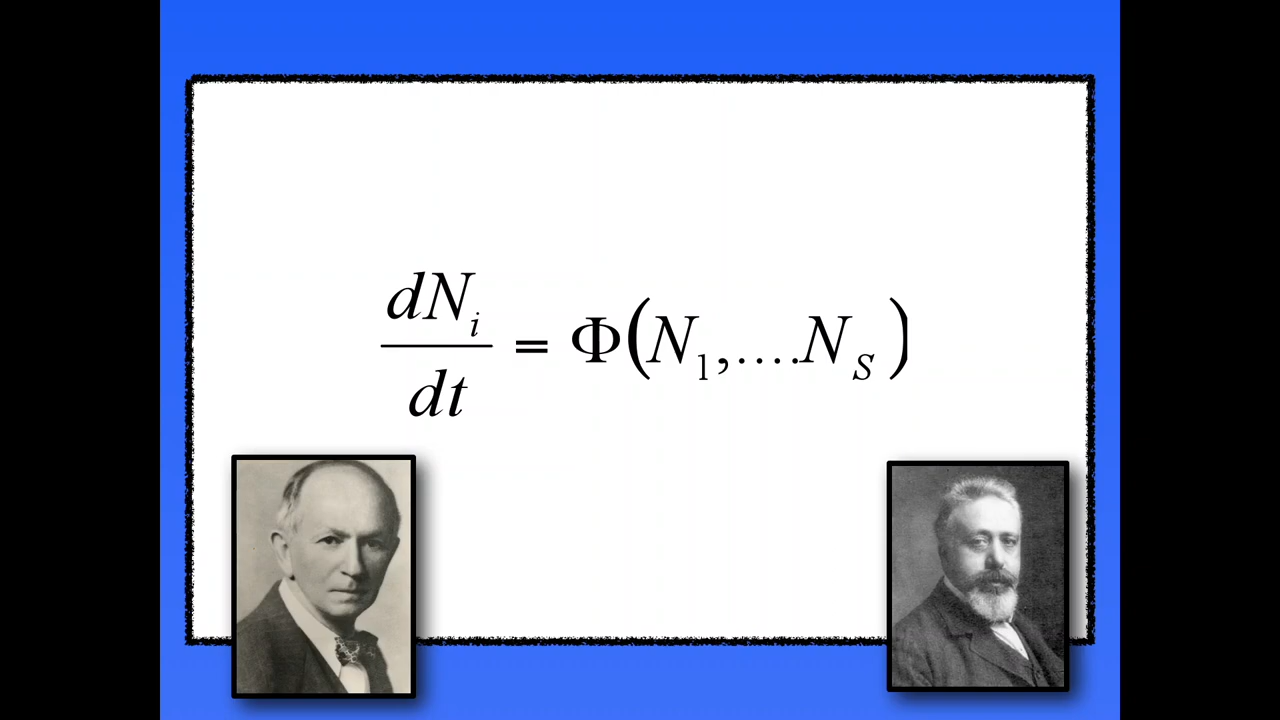 dN_i/dt = Φ(N_1,....N_S)